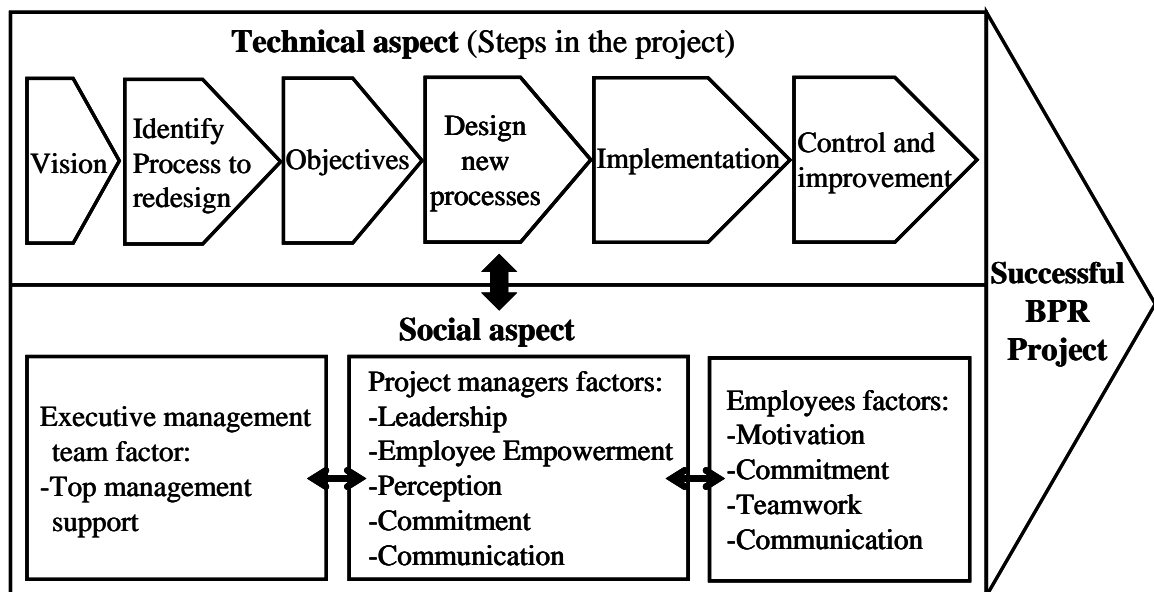 Technical aspect (Steps in the project)
Vision
Identify
Process to
redesign
Objectives
Design
new
processes
Implementation
Control and
improvement
Successful
BPR
Project
Social aspect
Executive management
team factor:
-Top management
support
Project managers factors:
-Leadership
-Employee Empowerment
-Perception
-Commitment
-Communication
Employees factors:
-Motivation
-Commitment
-Teamwork
-Communication